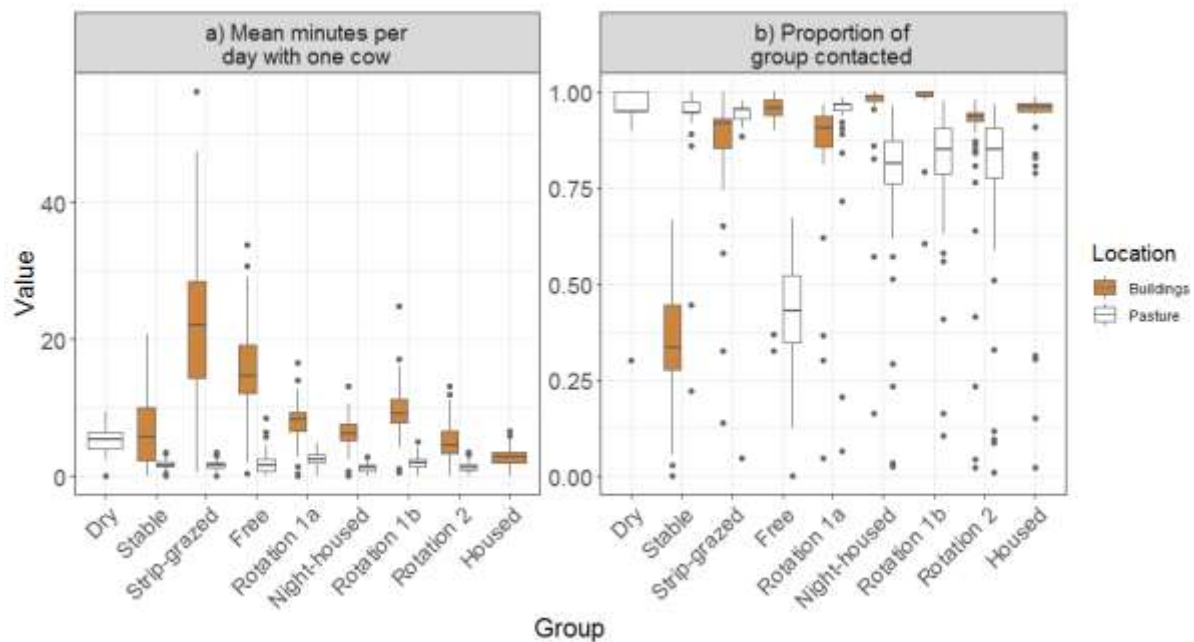 a) Mean minutes per
day with one cow
b) Proportion of
group contacted
Value
40
20
0
1.00
0.75
0.50
0.25
0.00
Dry
Stable
Strip-grazed
Free
Rotation 1a
Night-housed
Rotation 1b
Rotation 2
Housed
Dry
Stable
Strip-grazed
Free
Rotation 1a
Night-housed
Rotation 1b
Rotation 2
Housed
Group
Location
Buildings
Pasture